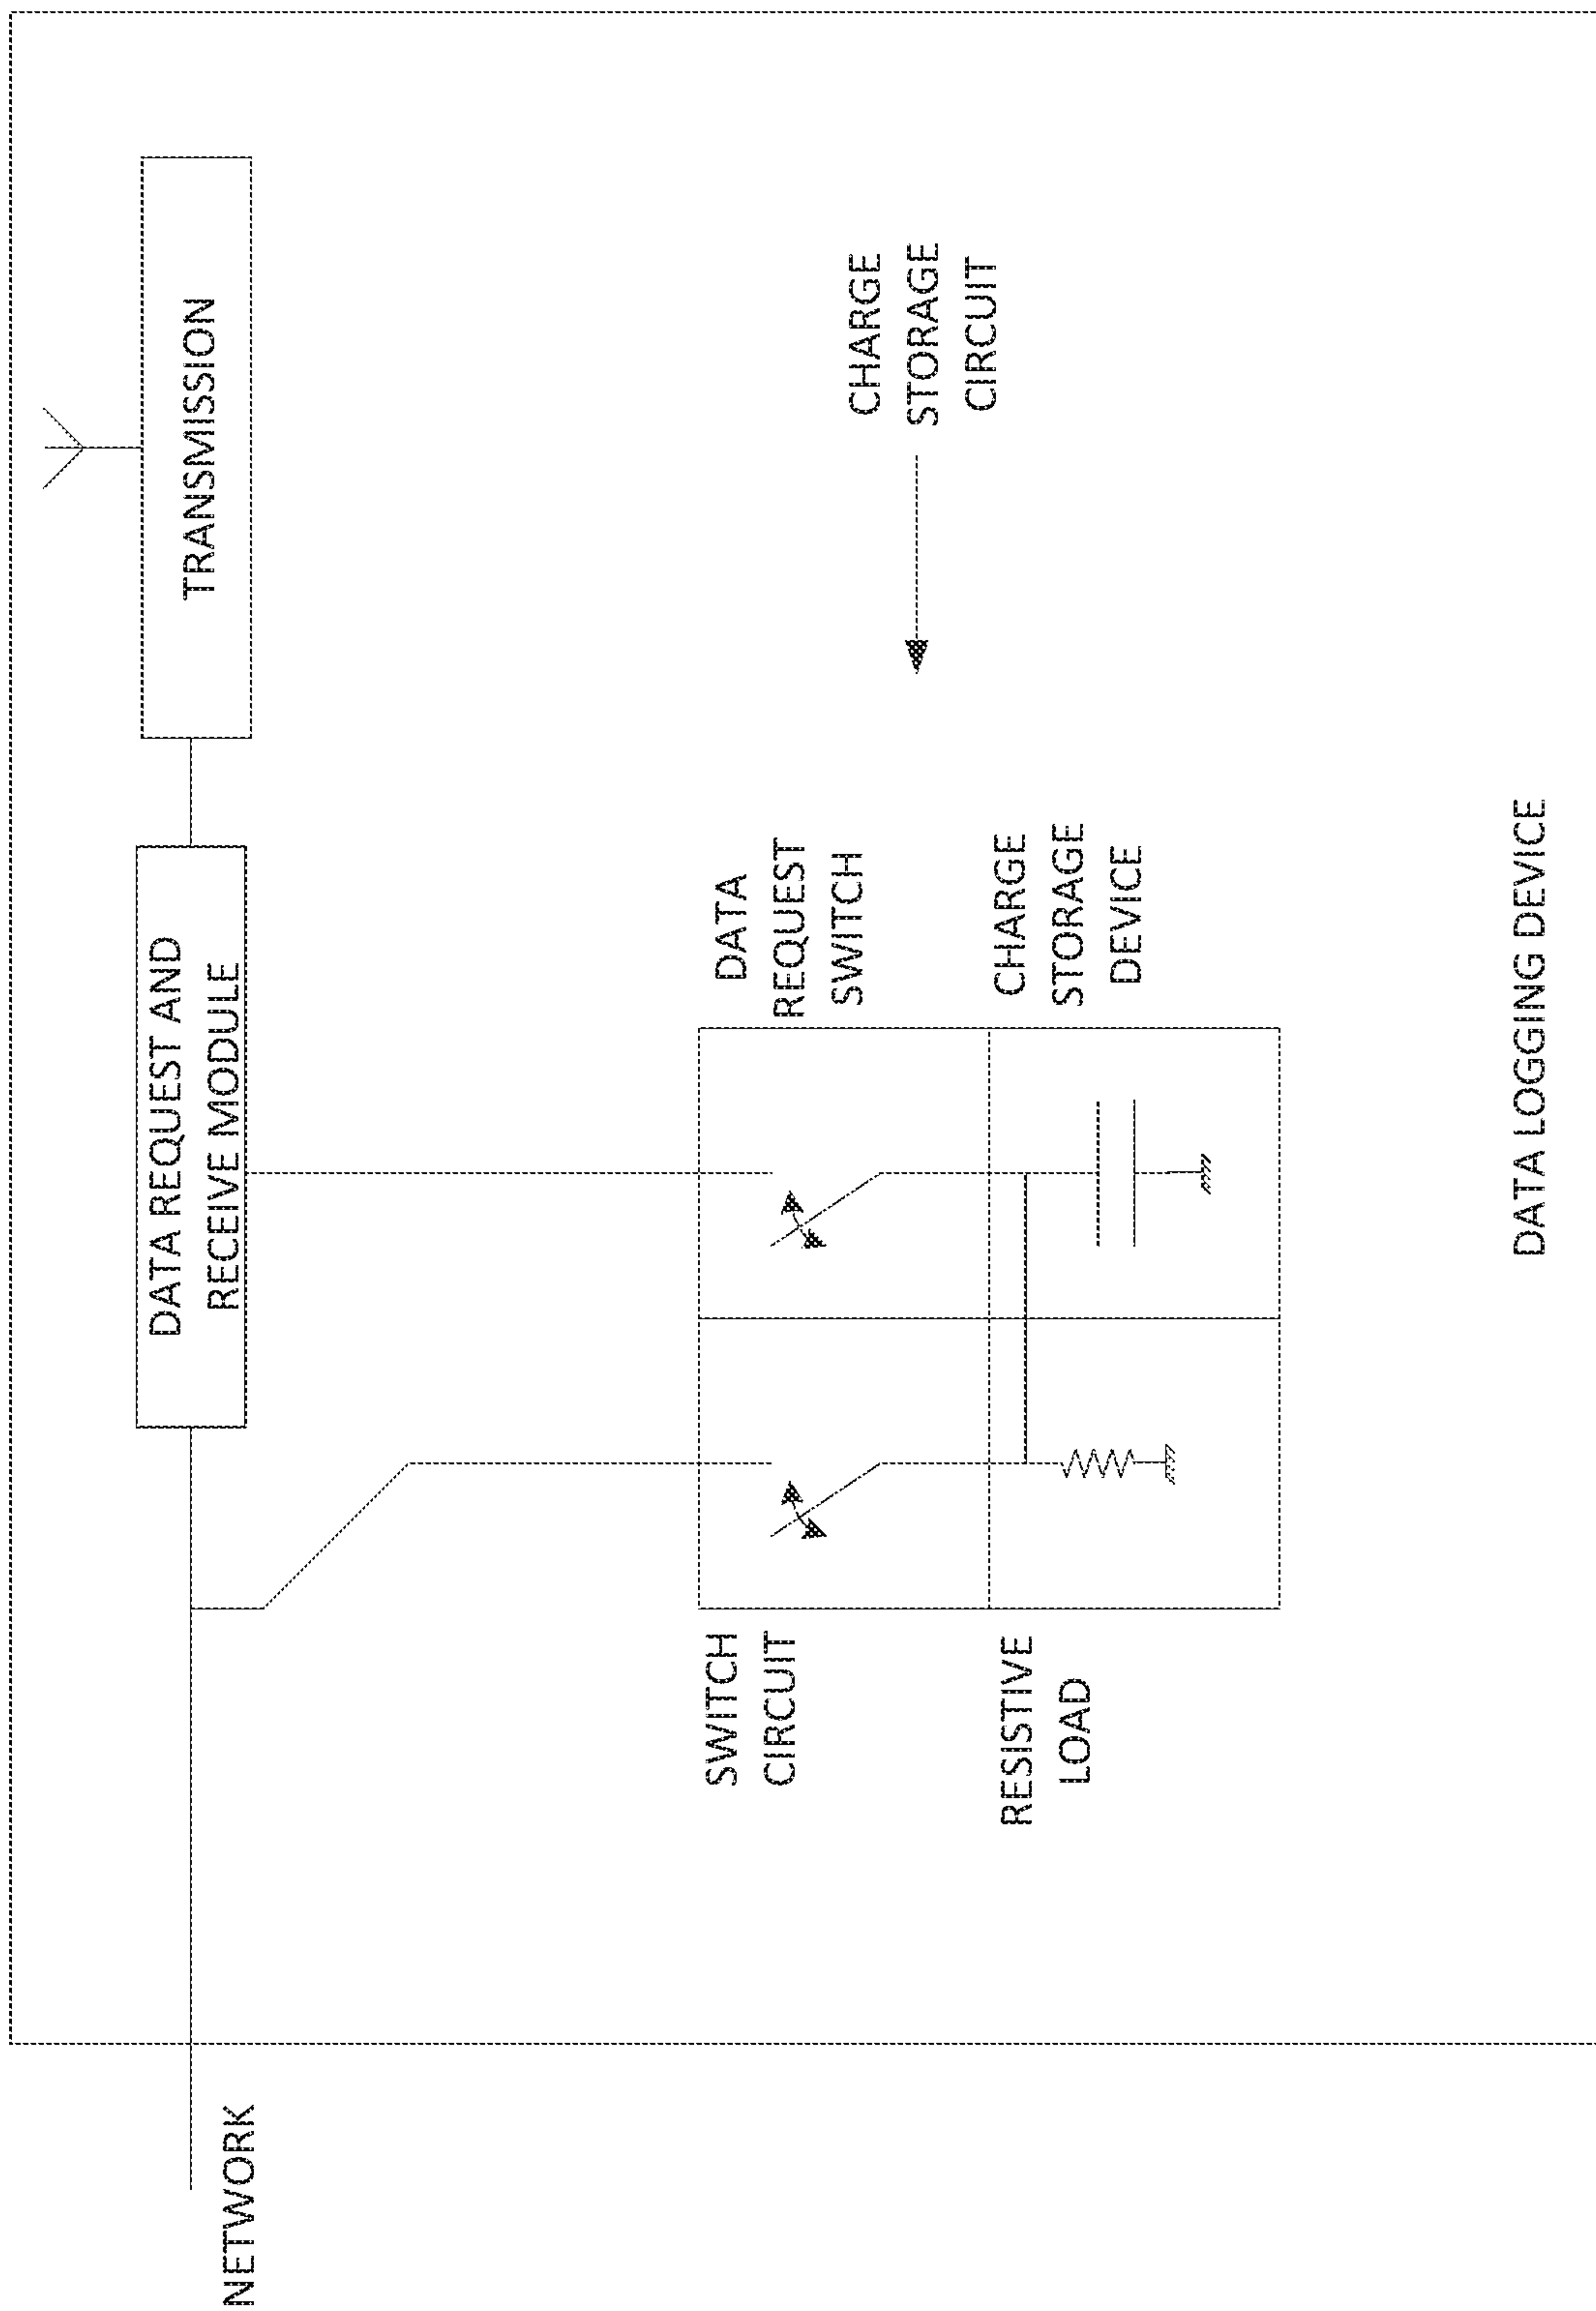 NETWORK
DATA REQUEST AND
RECEIVE MODULE
TRANSMISSION
SWITCH
CIRCUIT
DATA
REQUEST
SWITCH
RESISTIVE
LOAD
CHARGE
STORAGE
DEVICE
CHARGE
STORAGE
CIRCUIT
DATA LOGGING DEVICE